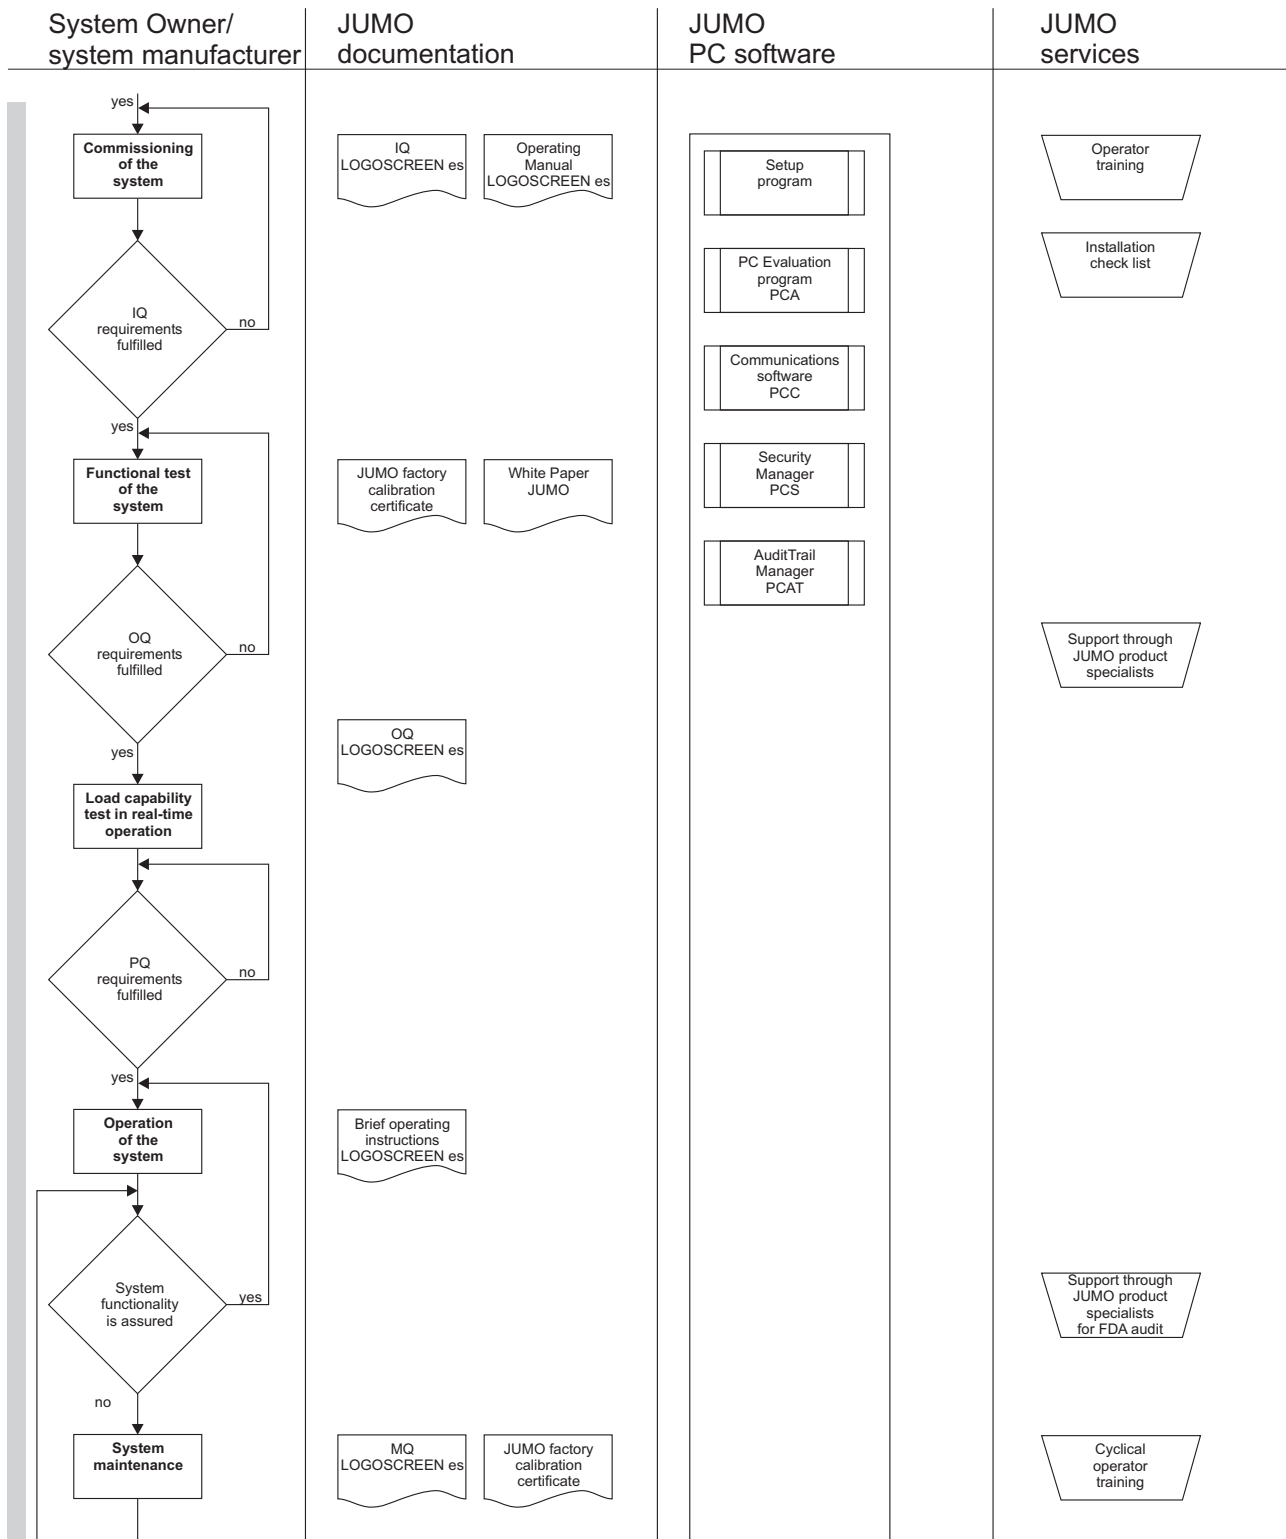 System Owner/
system manufacturer
JUMO
documentation
JUMO
PC software
JUMO
services
yes
Commissioning
of the
system
IQ
requirements
fulfilled
no
yes
Functional test
of the
system
OQ
requirements
fulfilled
no
yes
Load capability
test in real-time
operation
PQ
requirements
fulfilled
no
yes
Operation
of the
system
System
functionality
is assured
yes
no
System
maintenance
IQ
LOGOSCREEN es
Operating
Manual
LOGOSCREEN es
JUMO factory
calibration
certificate
White Paper
JUMO
OQ
LOGOSCREEN es
Brief operating
instructions
LOGOSCREEN es
MQ
LOGOSCREEN es
JUMO factory
calibration
certificate
Setup
program
PC Evaluation
program
PCA
Communications
software
PCC
Security
Manager
PCS
AuditTrail
Manager
PCAT
Operator
training
Installation
check list
Support through
JUMO product
specialists
Support through
JUMO product
specialists
for FDA audit
Cyclical
operator
training